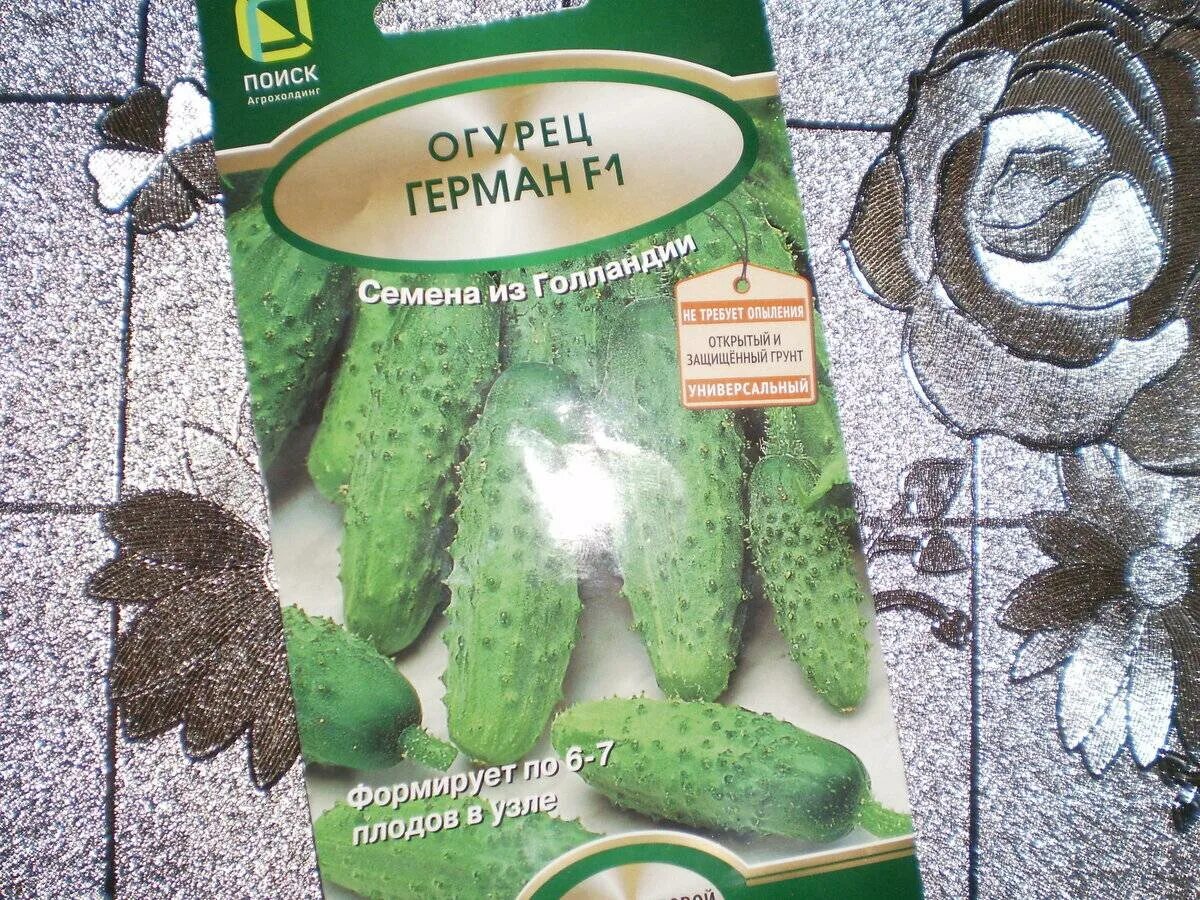 ПОИСК
Агрохолдинг
ОГУРЕЦ
ГЕРМАН F1
Семена из Голландии
НЕ ТРЕБУЕТ ОПЫЛЕНИЯ
ОТКРЫТЫЙ И
ЗАЩИЩЁННЫЙ ГРУНТ
УНИВЕРСАЛЬНЫЙ
Формирует по 6-7
плодов в узле